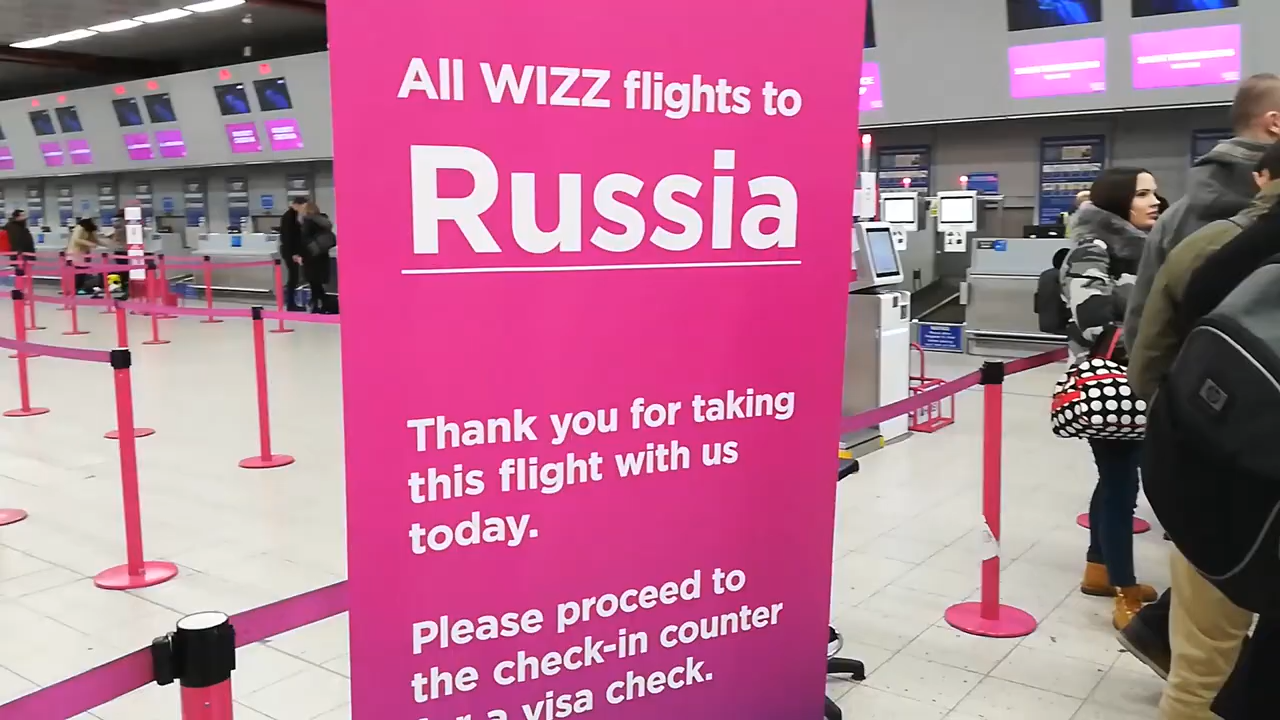 All WIZZ flights to
Russia
Thank you for taking
this flight with us
today.
Please proceed to
the check-in counter
for a visa check.